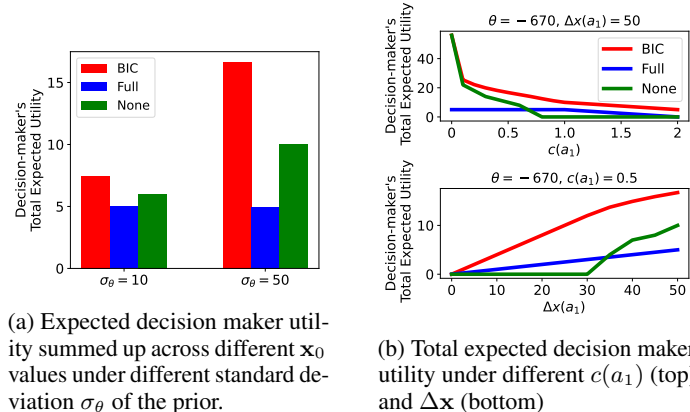 Decision-maker's
Total Expected Utility
15
10
5
0
BIC
Full
None
σ_θ = 10
σ_θ = 50
(a) Expected decision maker util-
ity summed up across different x₀
values under different standard de-
viation σ_θ of the prior.
θ = −670, Δx(a₁) = 50
Decision-maker's
Total Expected Utility
40
20
0
BIC
Full
None
0
0.5
1.0
1.5
2
c(a₁)
θ = −670, c(a₁) = 0.5
Decision-maker's
Total Expected Utility
10
0
0
10
20
30
40
50
Δx(a₁)
(b) Total expected decision maker
utility under different c(a₁) (top)
and Δx (bottom)